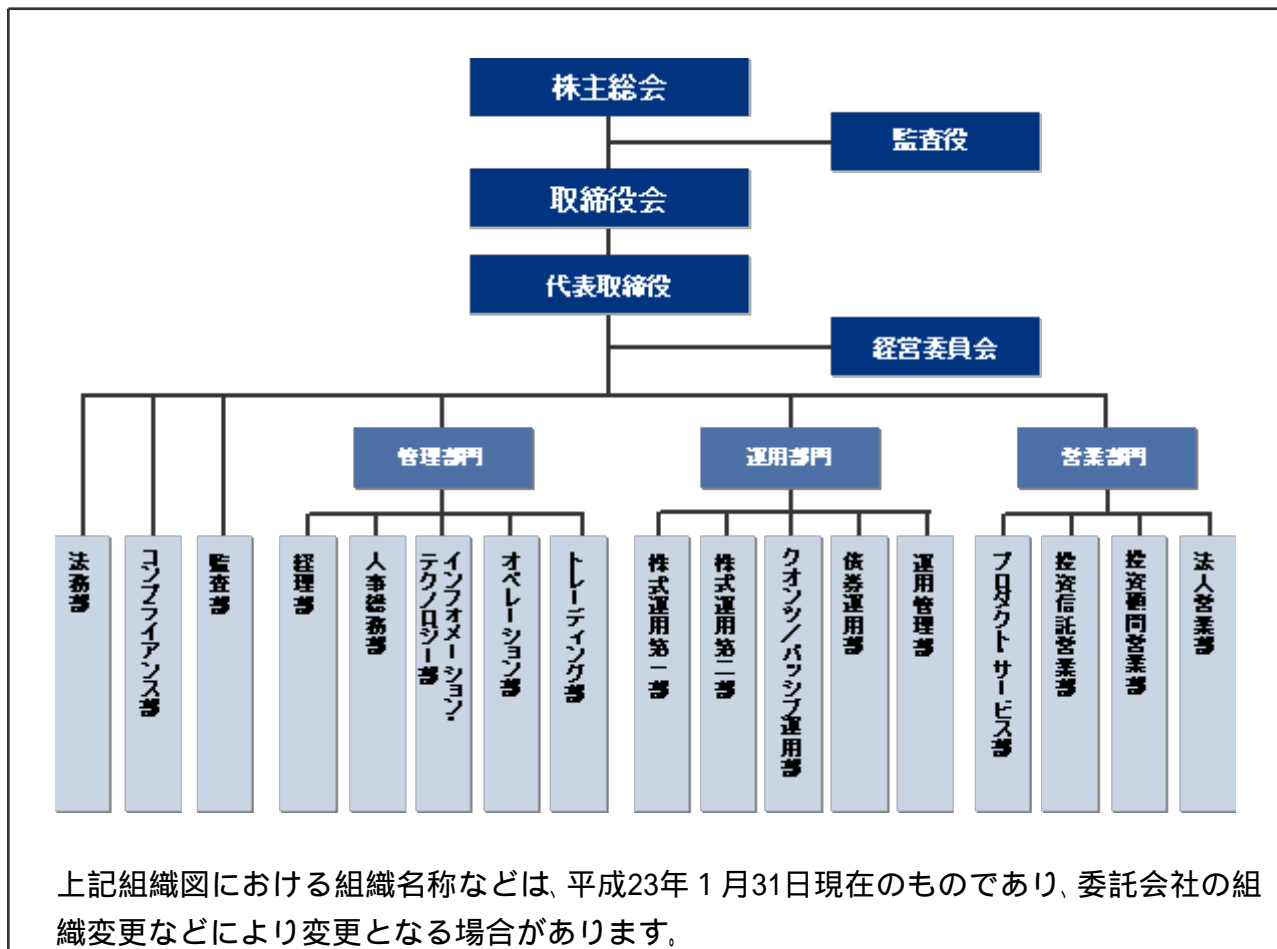 株主総会
監査役
取締役会
代表取締役
経営委員会
管理部門
運用部門
営業部門
法務部
コンプライアンス部
監査部
経理部
人事総務部
インフォメーション・
テクノロジー部
オペレーション部
トレーディング部
株式運用第一部
株式運用第二部
クオンツ／パッシブ運用部
債券運用部
運用管理部
プロダクト・サービス部
投資信託営業部
投資顧問営業部
法人営業部
上記組織図における組織名称などは、平成23年１月31日現在のものであり、委託会社の組
織変更などにより変更となる場合があります。